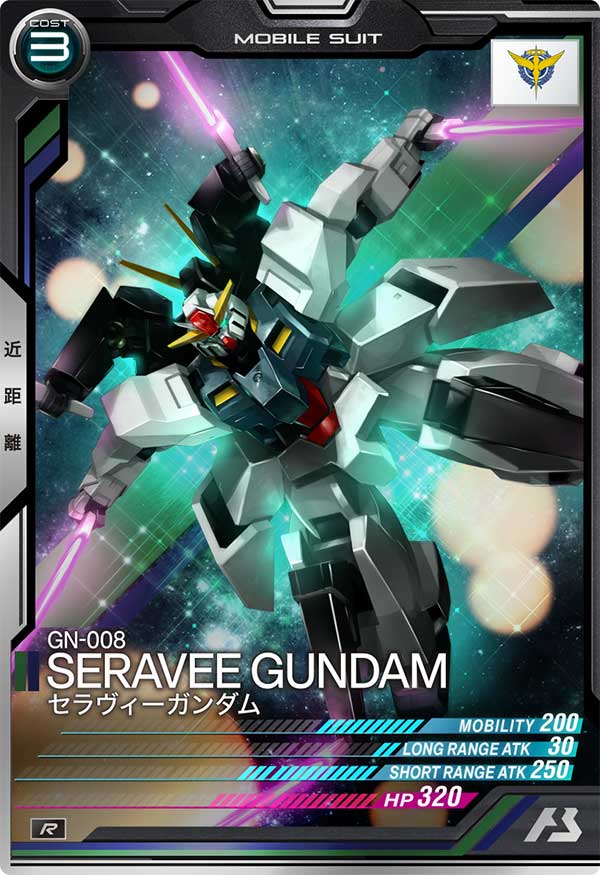 COST
3
MOBILE SUIT
近距離
GN-008
SERAVEE GUNDAM
セラヴィーガンダム
MOBILITY 200
LONG RANGE ATK 30
SHORT RANGE ATK 250
HP 320
R